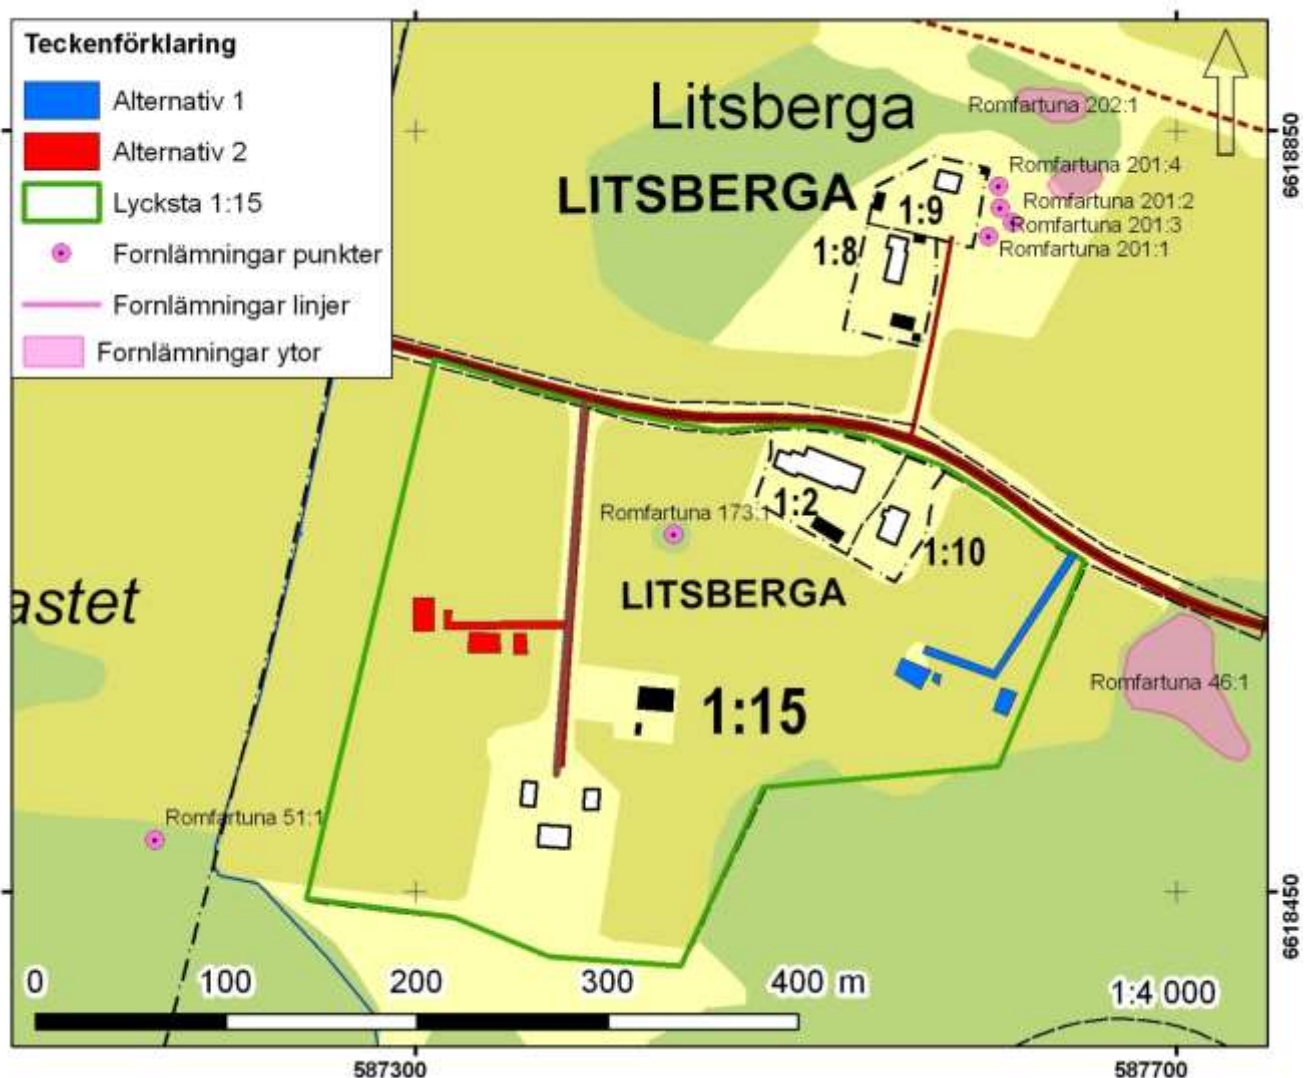 Teckenförklaring
Alternativ 1
Alternativ 2
Lycksta 1:15
Fornlämningar punkter
Fornlämningar linjer
Fornlämningar ytor
Litsberga
LITSBERGA
Romfartuna 202:1
Romfartuna 201:4
Romfartuna 201:2
Romfartuna 201:3
Romfartuna 201:1
1:9
1:8
6618850
1:2
1:10
Romfartuna 173:1
LITSBERGA
astet
1:15
Romfartuna 46:1
Romfartuna 51:1
6618450
0 100 200 300 400 m
1:4 000
587300 587700